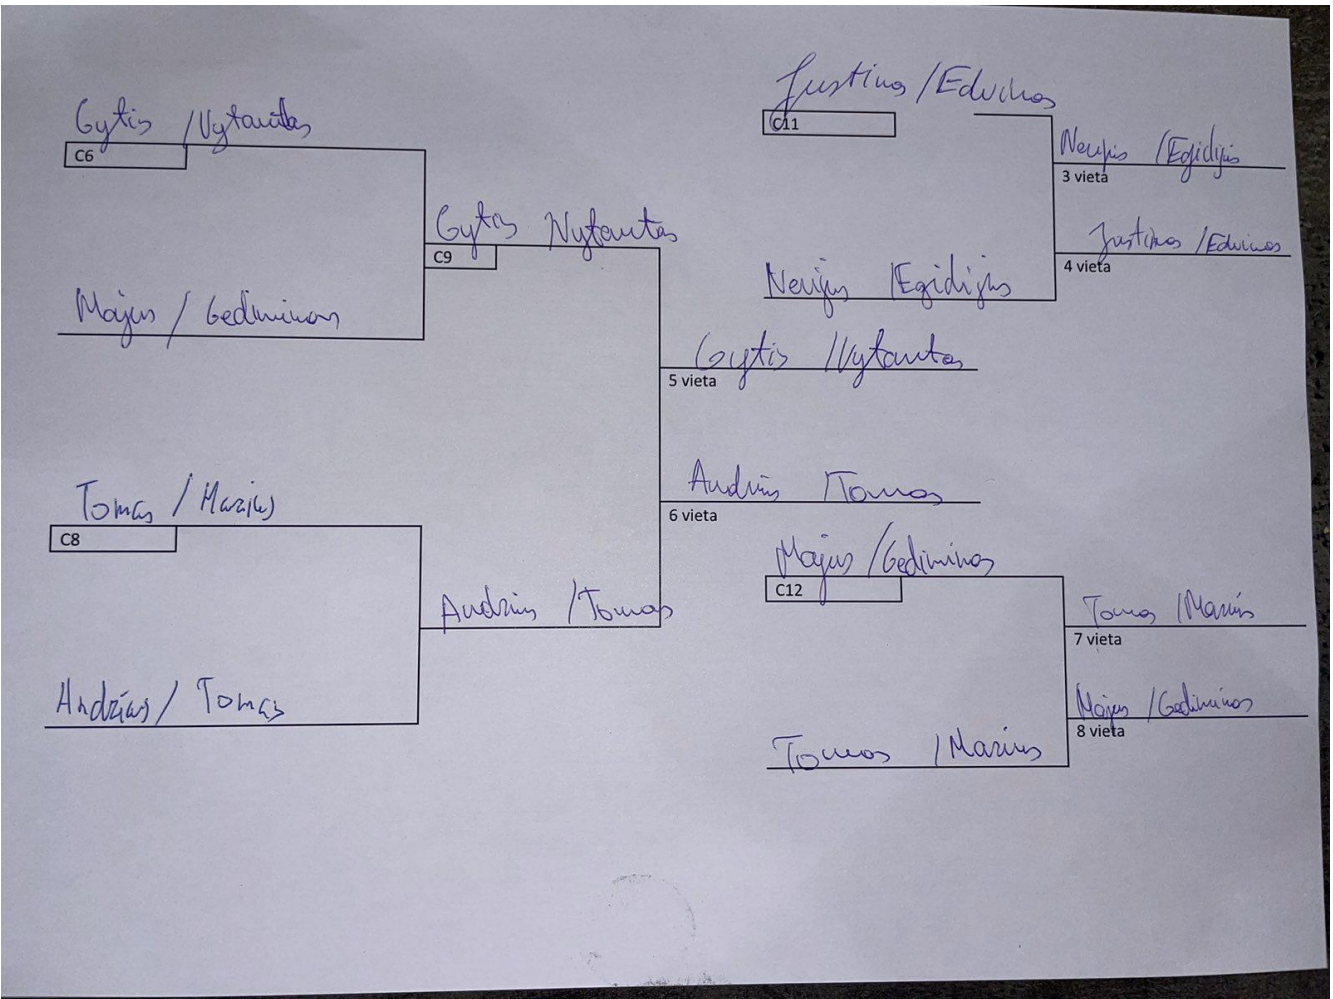 Gytis / Vytautas
C6
Majus / Gediminas
Gytis Vytautas
C9
Tomas / Marius
C8
Andrius / Tomas
Andrius / Tomas
Gytis / Vytautas
5 vieta
Andrius / Tomas
6 vieta
Justinas / Edvinas
C11
Nerijus / Egidijus
Nerijus / Egidijus
3 vieta
Justinas / Edvinas
4 vieta
Majus / Gediminas
C12
Tomas / Marius
Tomas / Marius
7 vieta
Majus / Gediminas
8 vieta